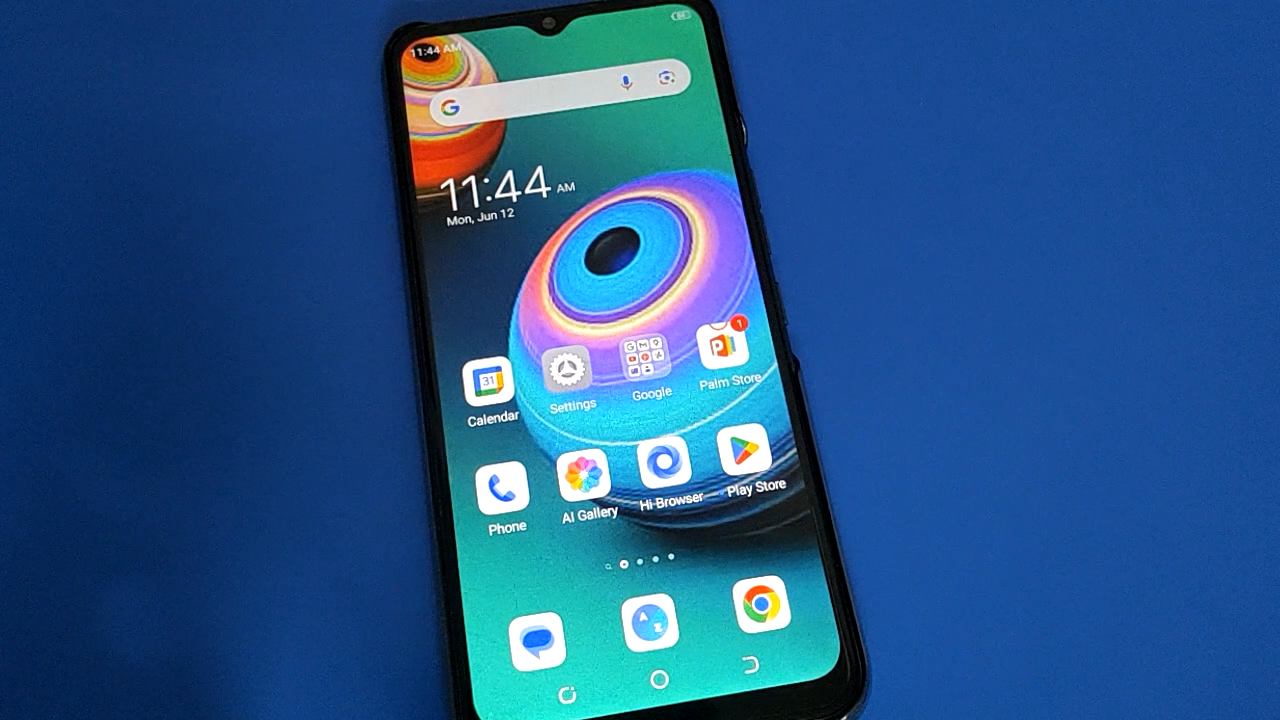 11:44 AM
G
11:44 AM
Mon, Jun 12
31
1
Calendar
Settings
Google
Palm Store
Phone
AI Gallery
Hi Browser
Play Store